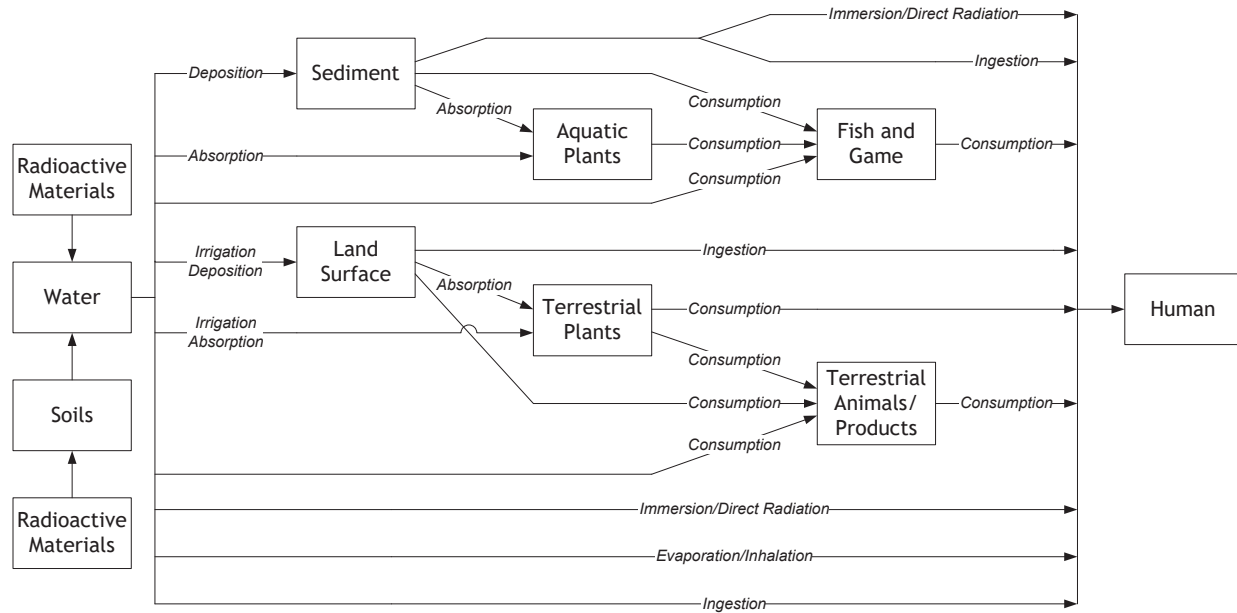 Immersion/Direct Radiation
Deposition
Sediment
Ingestion
Consumption
Absorption
Aquatic
Plants
Consumption
Fish and
Game
Consumption
Absorption
Radioactive
Materials
Consumption
Irrigation
Deposition
Land
Surface
Ingestion
Absorption
Water
Terrestrial
Plants
Consumption
Human
Irrigation
Absorption
Consumption
Soils
Consumption
Terrestrial
Animals/
Products
Consumption
Consumption
Radioactive
Materials
Immersion/Direct Radiation
Evaporation/Inhalation
Ingestion